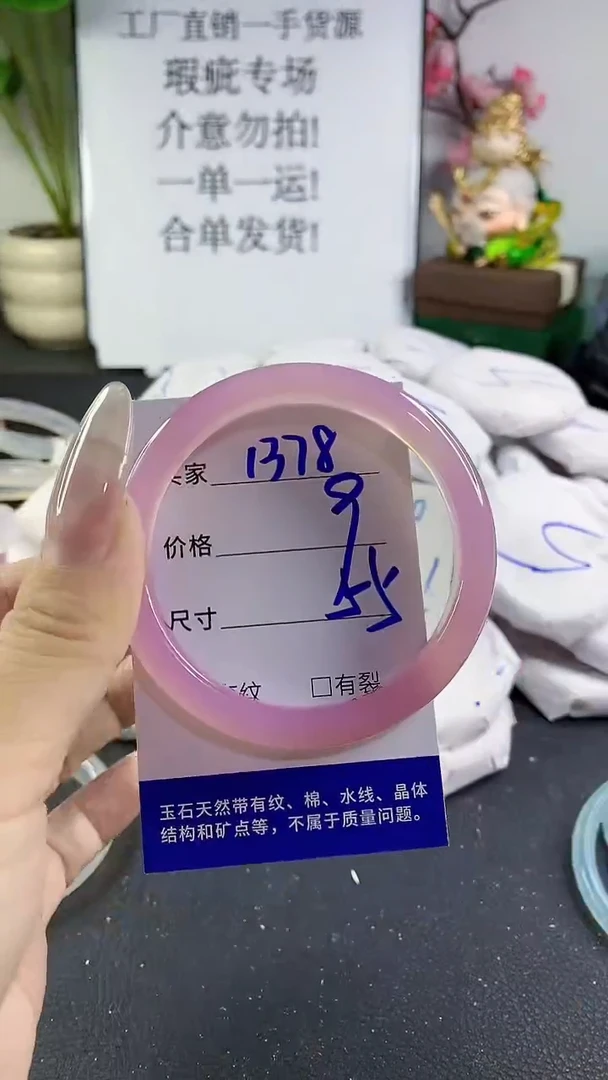 工厂直销一手货源
瑕疵专场
介意勿拍!
一单一运!
合单发货!
家 1378
价格 9
尺寸 55
纹 □有裂
玉石天然带有纹、棉、水线、晶体
结构和矿点等，不属于质量问题。